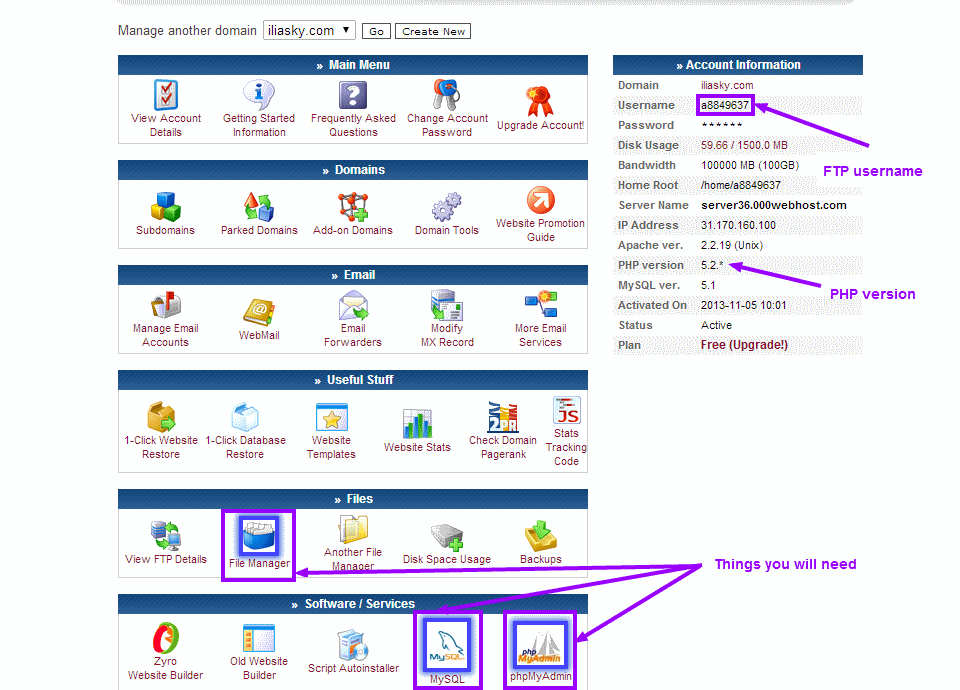 Manage another domain iliasky.com ▼ Go Create New
» Main Menu
View Account
Details
Getting Started
Information
?
Frequently Asked
Questions
Change Account
Password
Upgrade Account!
» Domains
Subdomains
Parked Domains
Add-on Domains
Domain Tools
Website Promotion
Guide
» Email
Manage Email
Accounts
WebMail
Email
Forwarders
Modify
MX Record
More Email
Services
» Useful Stuff
1-Click Website
Restore
1-Click Database
Restore
Website
Templates
Website Stats
Check Domain
Pagerank
JS
Stats
Tracking
Code
» Files
View FTP Details
File Manager
Another File
Manager
Disk Space Usage
Backups
» Software / Services
Zyro
Website Builder
Old Website
Builder
Script Autoinstaller
MySQL
MySQL
php
MyAdmin
phpMyAdmin
» Account Information
Domain iliasky.com
Username a8849637
Password ******
Disk Usage 59.66 / 1500.0 MB
Bandwidth 100000 MB (100GB)
Home Root /home/a8849637
Server Name server36.000webhost.com
IP Address 31.170.160.100
Apache ver. 2.2.19 (Unix)
PHP version 5.2.*
MySQL ver. 5.1
Activated On 2013-11-05 10:01
Status Active
Plan Free (Upgrade!)
FTP username
PHP version
Things you will need